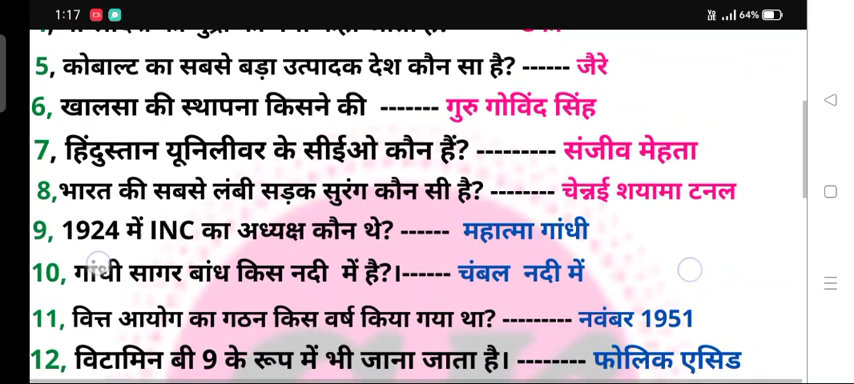 1:17
64%
5, कोबाल्ट का सबसे बड़ा उत्पादक देश कौन सा है? ------ जैरे
6, खालसा की स्थापना किसने की ------- गुरु गोविंद सिंह
7, हिंदुस्तान यूनिलीवर के सीईओ कौन हैं? --------- संजीव मेहता
8,भारत की सबसे लंबी सड़क सुरंग कौन सी है? -------- चेन्नई शयामा टनल
9, 1924 में INC का अध्यक्ष कौन थे? ------ महात्मा गांधी
10, गांधी सागर बांध किस नदी में है?।------ चंबल नदी में
11, वित्त आयोग का गठन किस वर्ष किया गया था? --------- नवंबर 1951
12, विटामिन बी 9 के रूप में भी जाना जाता है। -------- फोलिक एसिड